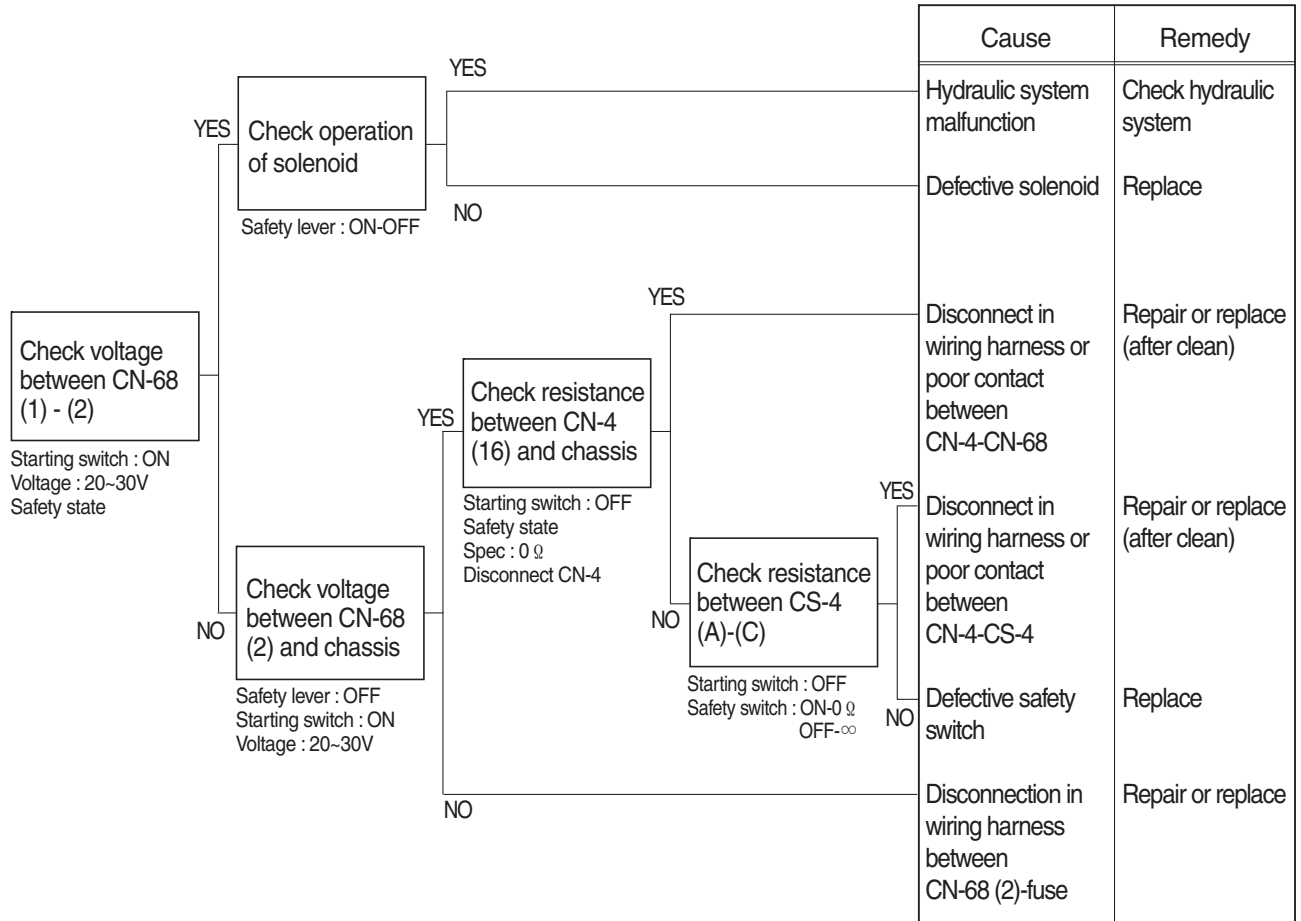 Cause
Remedy
YES
Hydraulic system
malfunction
Check hydraulic
system
YES
Check operation
of solenoid
Defective solenoid
Replace
NO
Safety lever : ON-OFF
YES
Disconnect in
wiring harness or
poor contact
between
CN-4-CN-68
Repair or replace
(after clean)
Check voltage
between CN-68
(1) - (2)
Starting switch : ON
Voltage : 20~30V
Safety state
YES
Check resistance
between CN-4
(16) and chassis
Starting switch : OFF
Safety state
Spec : 0 Ω
Disconnect CN-4
YES
Disconnect in
wiring harness or
poor contact
between
CN-4-CS-4
Repair or replace
(after clean)
NO
Check voltage
between CN-68
(2) and chassis
Safety lever : OFF
Starting switch : ON
Voltage : 20~30V
NO
Check resistance
between CS-4
(A)-(C)
Starting switch : OFF
Safety switch : ON-0 Ω
OFF-∞
NO
Defective safety
switch
Replace
NO
Disconnection in
wiring harness
between
CN-68 (2)-fuse
Repair or replace